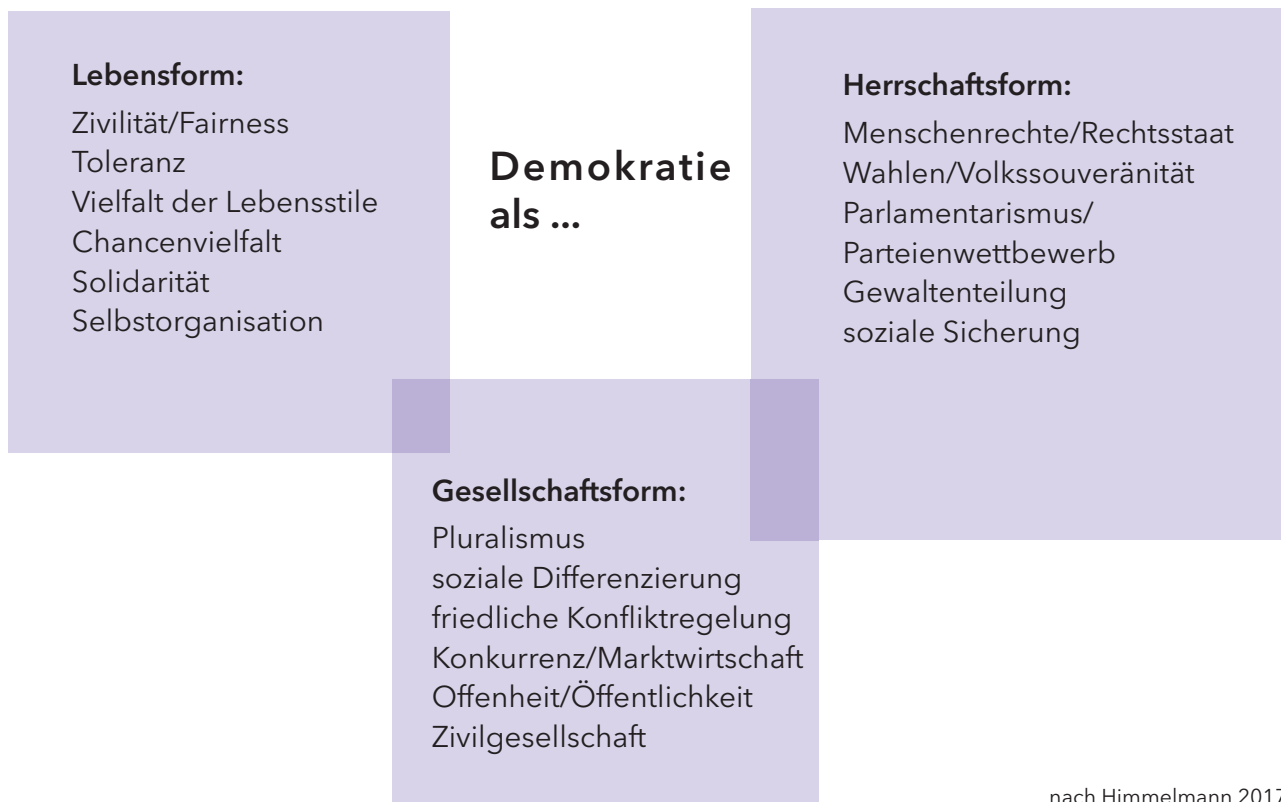 Lebensform:
Zivilität/Fairness
Toleranz
Vielfalt der Lebensstile
Chancenvielfalt
Solidarität
Selbstorganisation
Demokratie
als ...
Herrschaftsform:
Menschenrechte/Rechtsstaat
Wahlen/Volkssouveränität
Parlamentarismus/
Parteienwettbewerb
Gewaltenteilung
soziale Sicherung
Gesellschaftsform:
Pluralismus
soziale Differenzierung
friedliche Konfliktregelung
Konkurrenz/Marktwirtschaft
Offenheit/Öffentlichkeit
Zivilgesellschaft
nach Himmelmann 2017